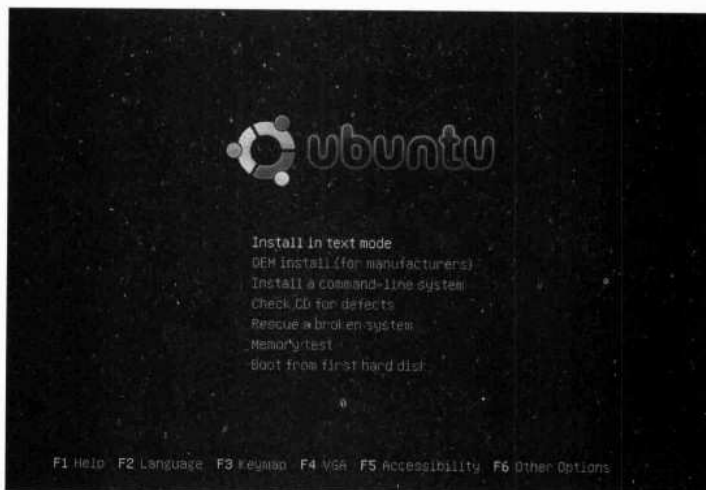 ubuntu
Install in text mode
OEM install (for manufacturers)
Install a command-line system
Check CD for defects
Rescue a broken system
Memory test
Boot from first hard disk
F1 Help F2 Language F3 Keymap F4 VGA F5 Accessibility F6 Other Options